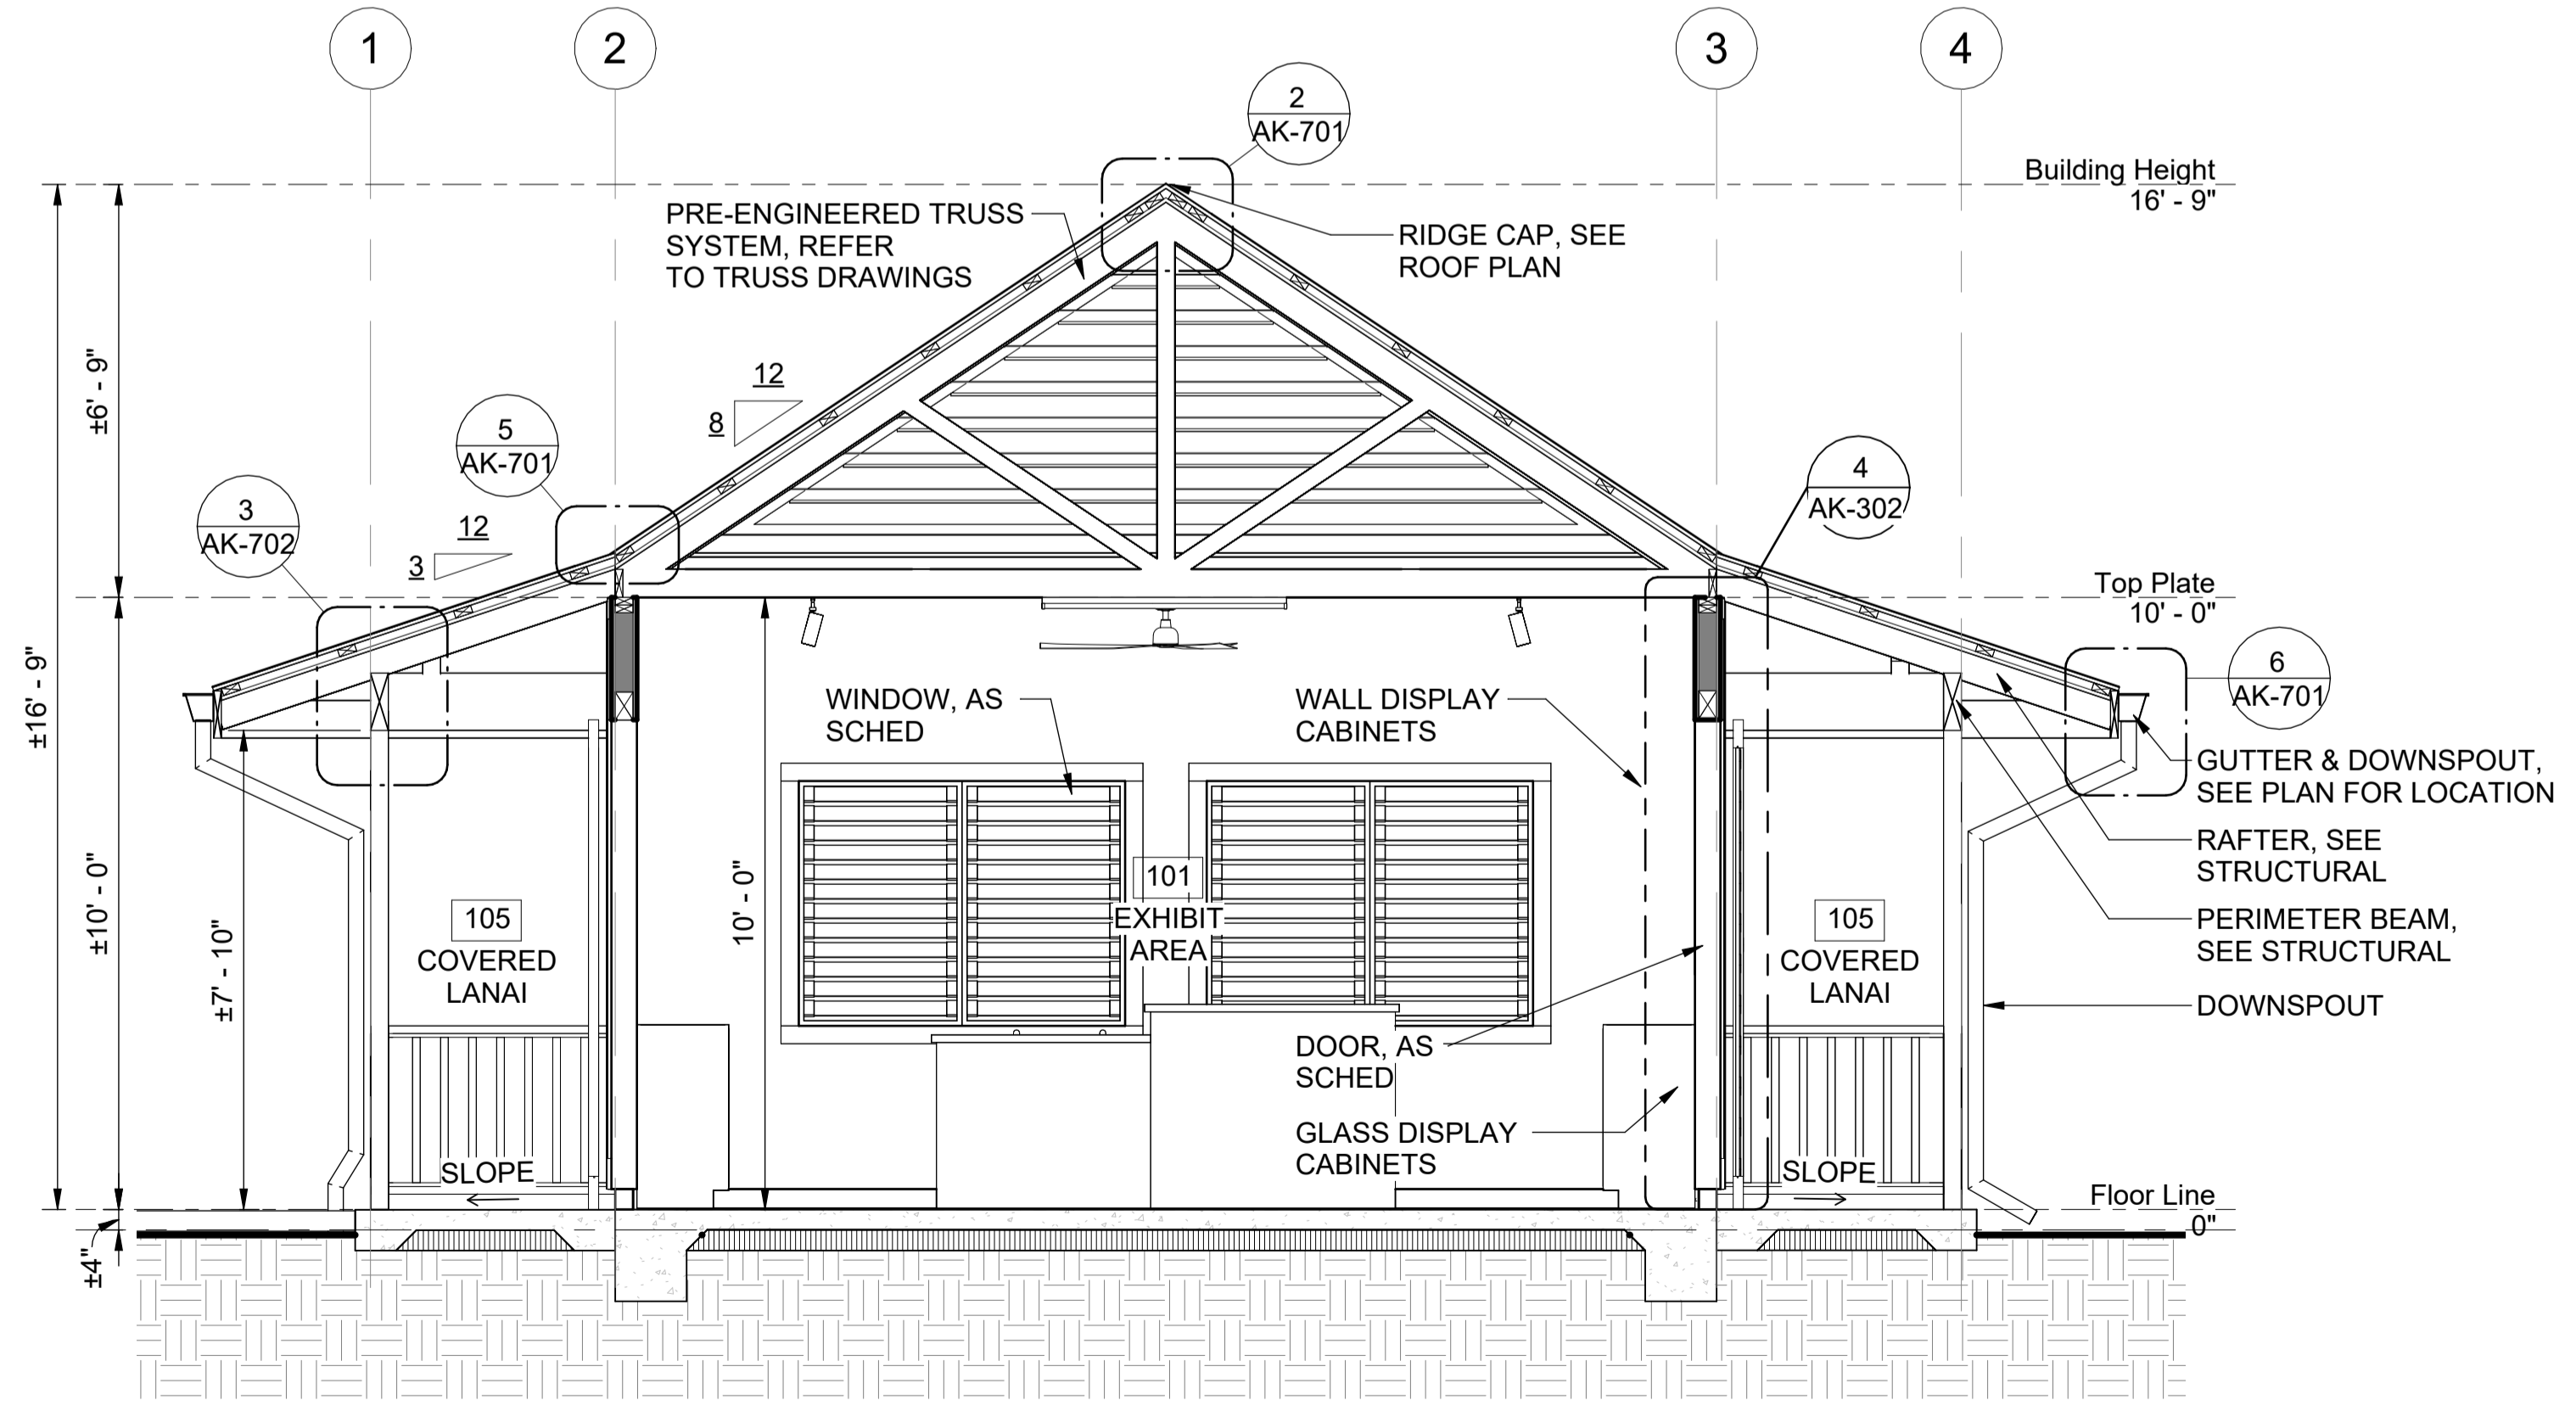 1
2
3
4
2
AK-701
Building Height
16' - 9"
PRE-ENGINEERED TRUSS
SYSTEM, REFER
TO TRUSS DRAWINGS
RIDGE CAP, SEE
ROOF PLAN
±6' - 9"
12
8
5
AK-701
4
AK-302
3
AK-702
12
3
Top Plate
10' - 0"
±16' - 9"
6
AK-701
WINDOW, AS
SCHED
WALL DISPLAY
CABINETS
GUTTER & DOWNSPOUT,
SEE PLAN FOR LOCATION
RAFTER, SEE
STRUCTURAL
±10' - 0"
±7' - 10"
10' - 0"
101
EXHIBIT
AREA
105
COVERED
LANAI
105
COVERED
LANAI
PERIMETER BEAM,
SEE STRUCTURAL
DOWNSPOUT
DOOR, AS
SCHED
GLASS DISPLAY
CABINETS
SLOPE
SLOPE
Floor Line
0"
±4"